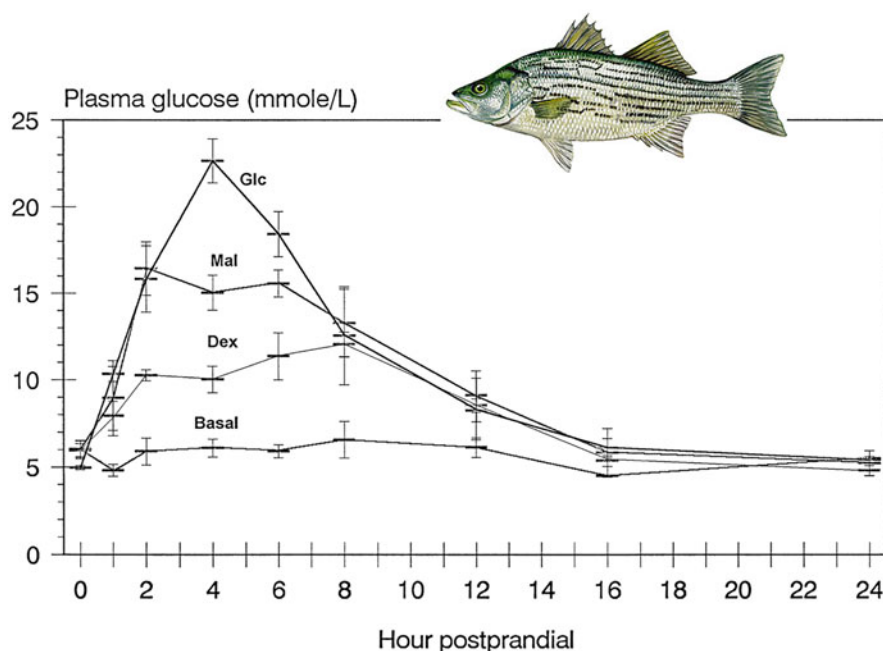 Plasma glucose (mmole/L)
25
20
15
10
5
0
Glc
Mal
Dex
Basal
0 2 4 6 8 10 12 14 16 18 20 22 24
Hour postprandial